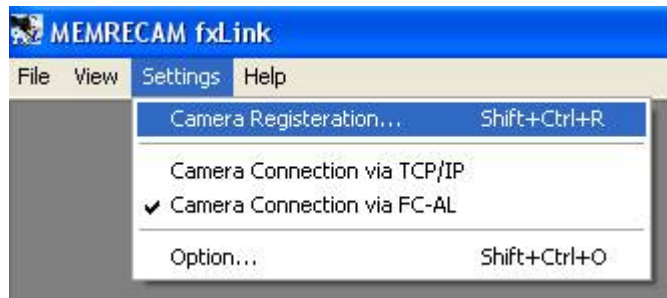 MEMRECAM fxLink
File View Settings Help
Camera Registeration... Shift+Ctrl+R
Camera Connection via TCP/IP
✔ Camera Connection via FC-AL
Option... Shift+Ctrl+O